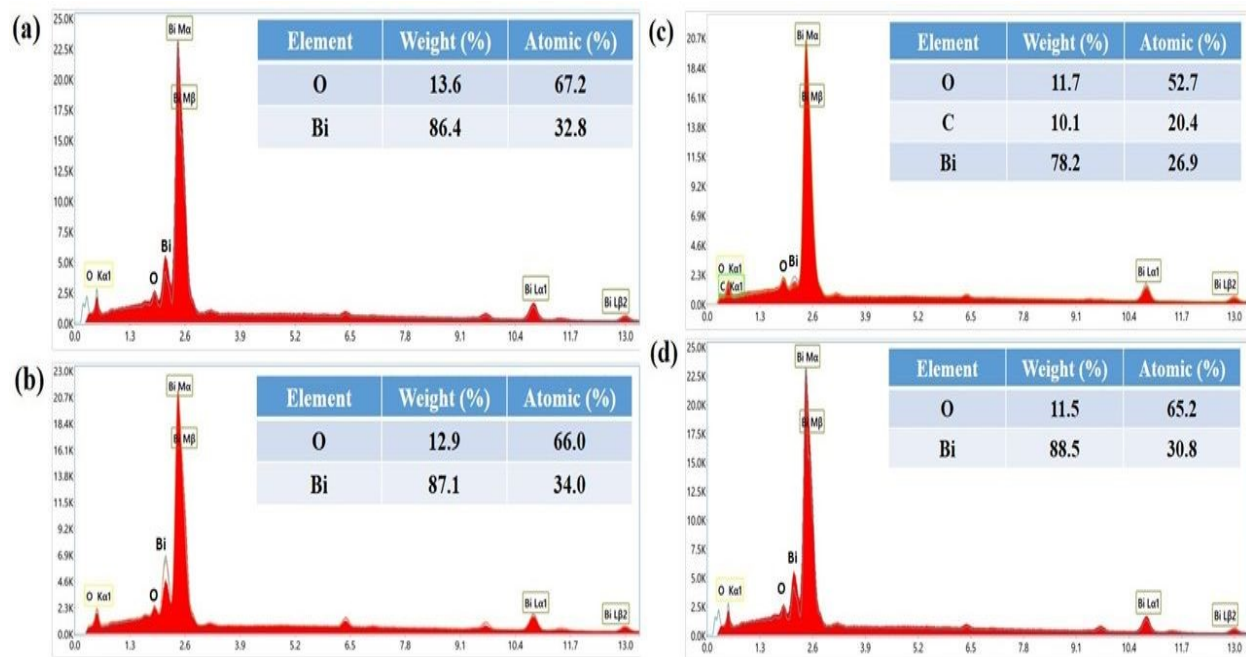 (a)
25.0K
22.5K
20.0K
17.5K
15.0K
12.5K
10.0K
7.5K
5.0K
2.5K
0.0K
Bi Mα
Bi Mβ
Bi
O
O Kα1
Bi Lα1
Bi Lβ2
0.0 1.3 2.6 3.9 5.2 6.5 7.8 9.1 10.4 11.7 13.0
Element Weight (%) Atomic (%)
O 13.6 67.2
Bi 86.4 32.8
(b)
23.0K
20.7K
18.4K
16.1K
13.8K
11.5K
9.2K
6.9K
4.6K
2.3K
0.0K
Bi Mα
Bi Mβ
Bi
O
O Kα1
Bi Lα1
Bi Lβ2
0.0 1.3 2.6 3.9 5.2 6.5 7.8 9.1 10.4 11.7 13.0
Element Weight (%) Atomic (%)
O 12.9 66.0
Bi 87.1 34.0
(c)
20.7K
18.4K
16.1K
13.8K
11.5K
9.2K
6.9K
4.6K
2.3K
0.0K
Bi Mα
Bi Mβ
Bi
O
O Kα1
C Kα1
Bi Lα1
Bi Lβ2
0.0 1.3 2.6 3.9 5.2 6.5 7.8 9.1 10.4 11.7 13.0
Element Weight (%) Atomic (%)
O 11.7 52.7
C 10.1 20.4
Bi 78.2 26.9
(d)
25.0K
22.5K
20.0K
17.5K
15.0K
12.5K
10.0K
7.5K
5.0K
2.5K
0.0K
Bi Mα
Bi Mβ
Bi
O
O Kα1
Bi Lα1
Bi Lβ2
0.0 1.3 2.6 3.9 5.2 6.5 7.8 9.1 10.4 11.7 13.0
Element Weight (%) Atomic (%)
O 11.5 65.2
Bi 88.5 30.8